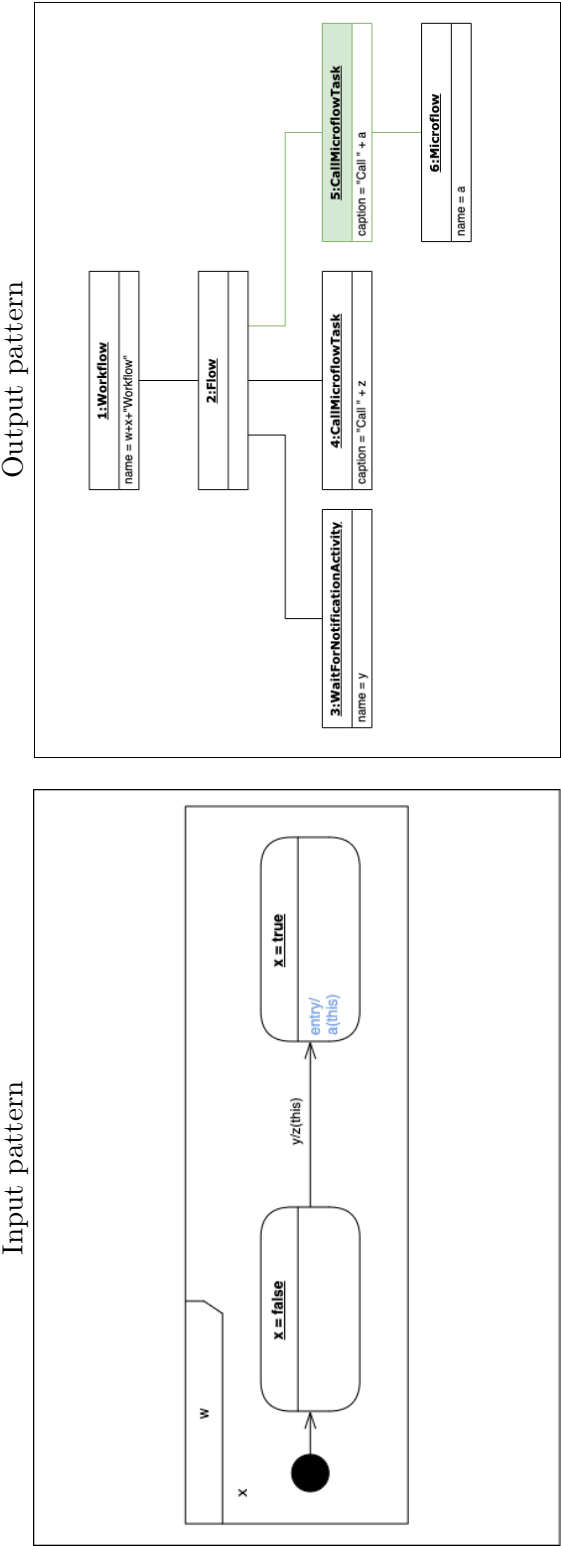 Input pattern
w
x
x = false
y/z(this)
x = true
entry/
a(this)
Output pattern
1:Workflow
name = w+x+"Workflow"
2:Flow
3:WaitForNotificationActivity
name = y
4:CallMicroflowTask
caption = "Call " + z
5:CallMicroflowTask
caption = "Call " + a
6:Microflow
name = a